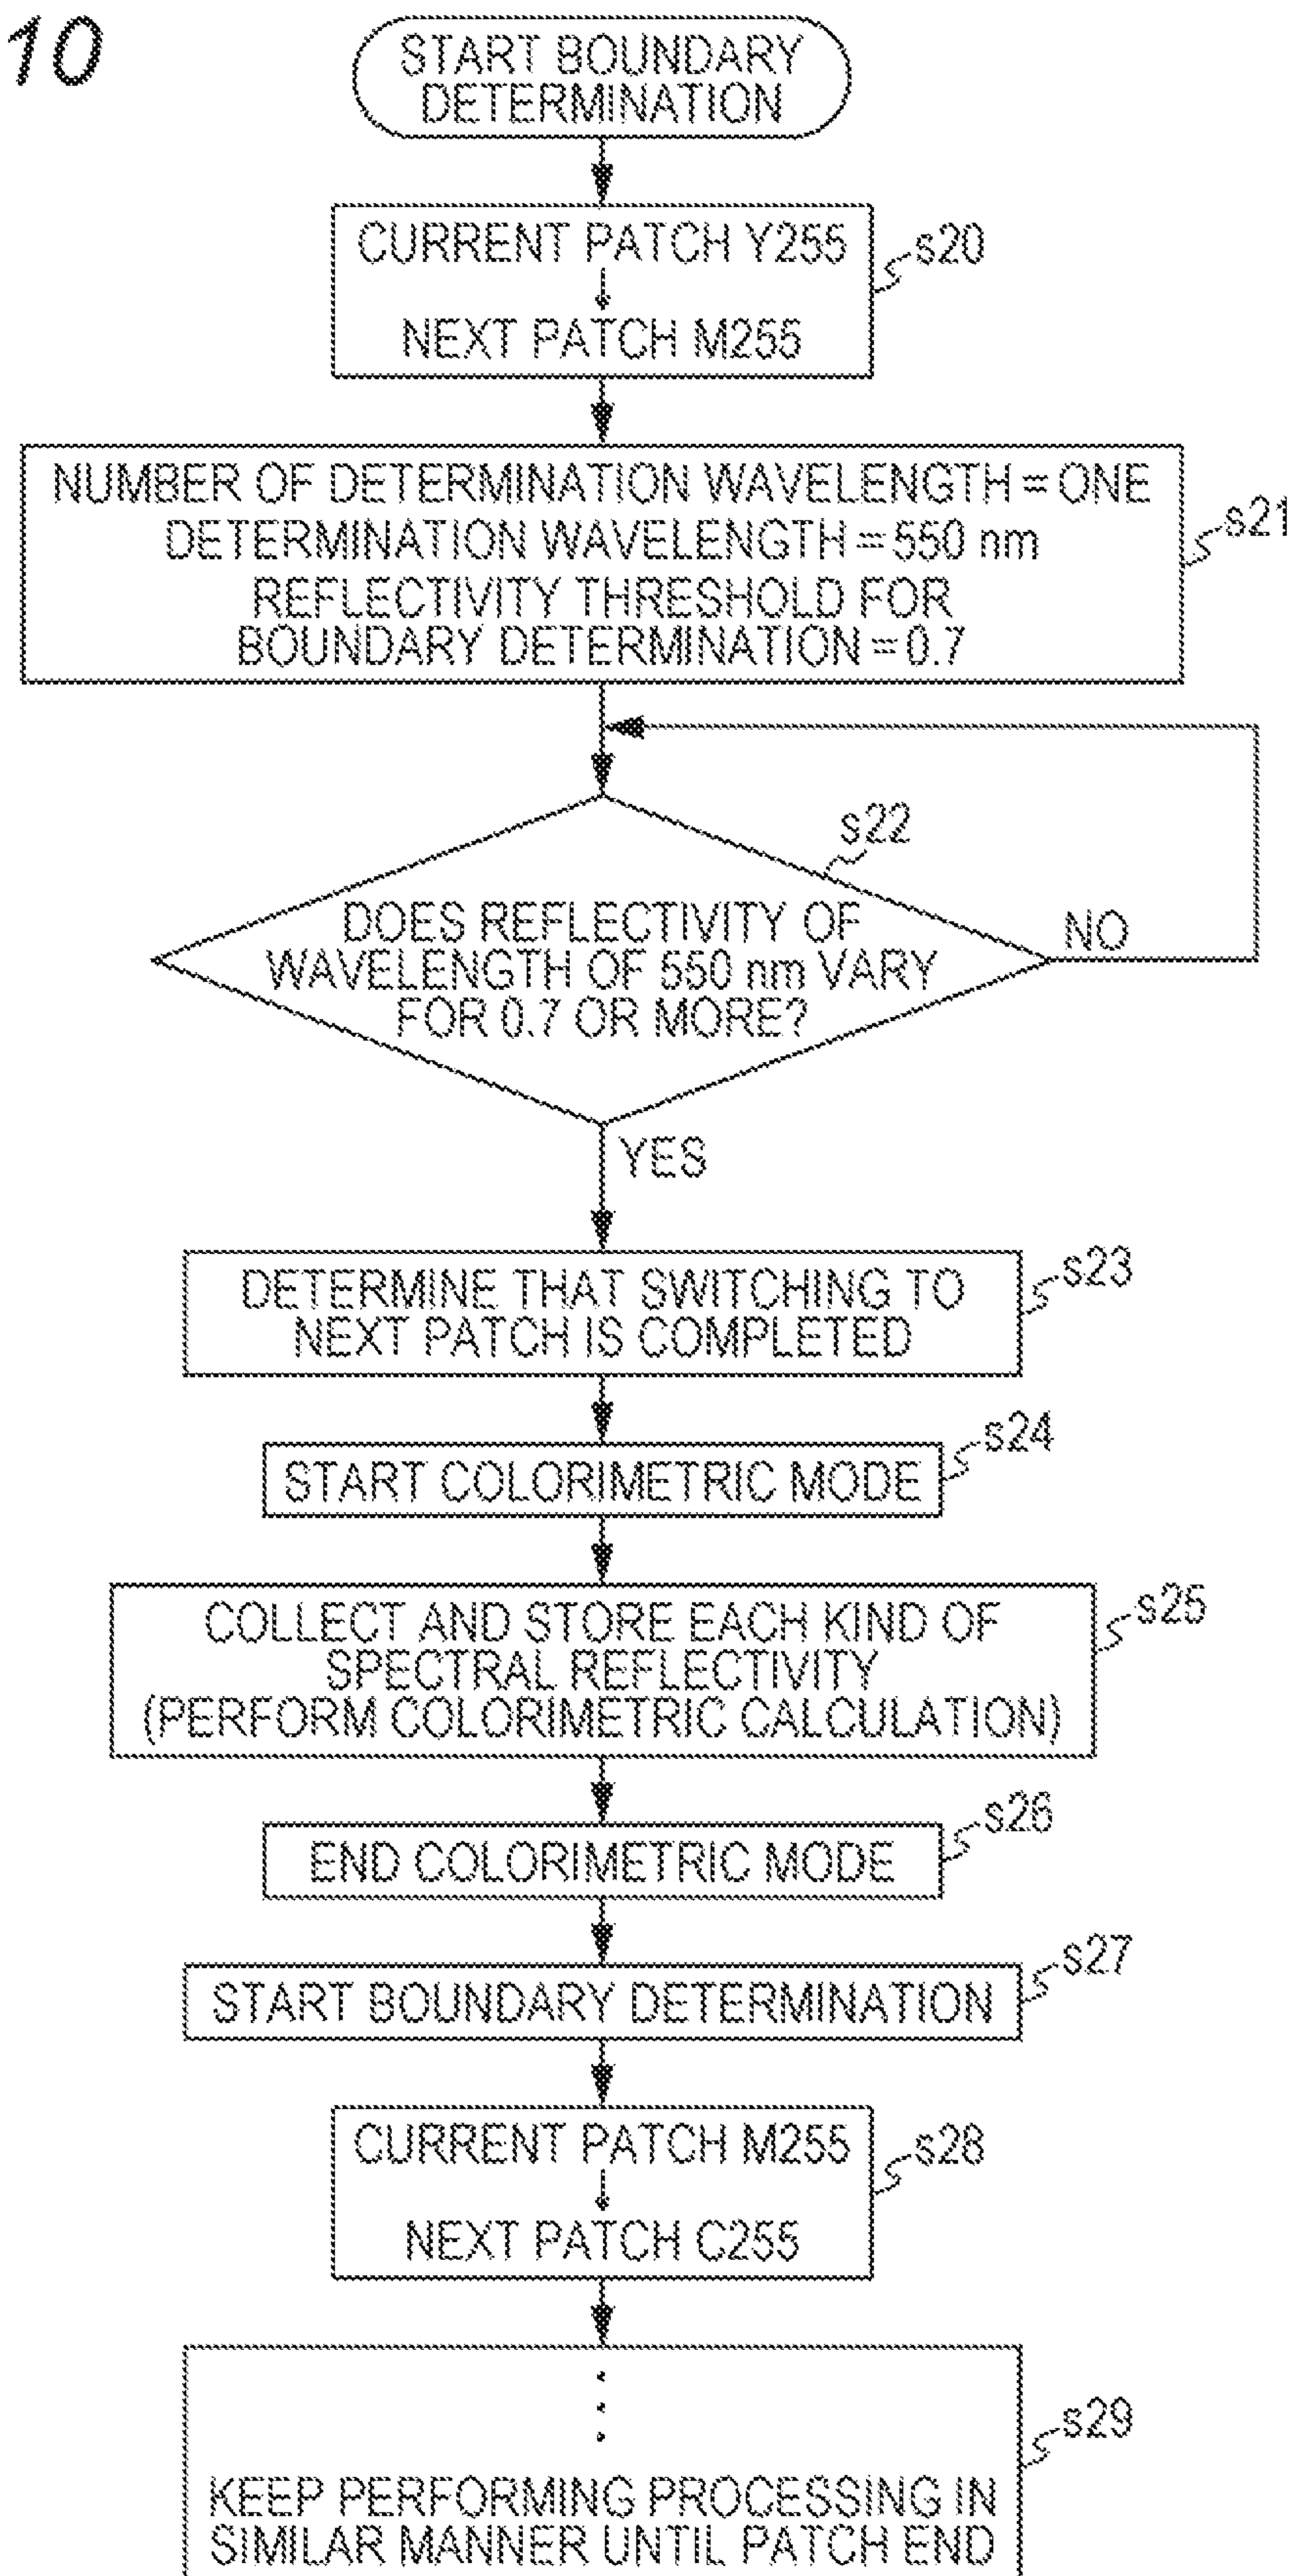 10
START BOUNDARY
DETERMINATION
CURRENT PATCH Y255
NEXT PATCH M255
s20
NUMBER OF DETERMINATION WAVELENGTH = ONE
DETERMINATION WAVELENGTH = 550 nm
REFLECTIVITY THRESHOLD FOR
BOUNDARY DETERMINATION = 0.7
s21
s22
DOES REFLECTIVITY OF
WAVELENGTH OF 550 nm VARY
FOR 0.7 OR MORE?
NO
YES
DETERMINE THAT SWITCHING TO
NEXT PATCH IS COMPLETED
s23
START COLORIMETRIC MODE
s24
COLLECT AND STORE EACH KIND OF
SPECTRAL REFLECTIVITY
(PERFORM COLORIMETRIC CALCULATION)
s25
END COLORIMETRIC MODE
s26
START BOUNDARY DETERMINATION
s27
CURRENT PATCH M255
NEXT PATCH C255
s28
KEEP PERFORMING PROCESSING IN
SIMILAR MANNER UNTIL PATCH END
s29